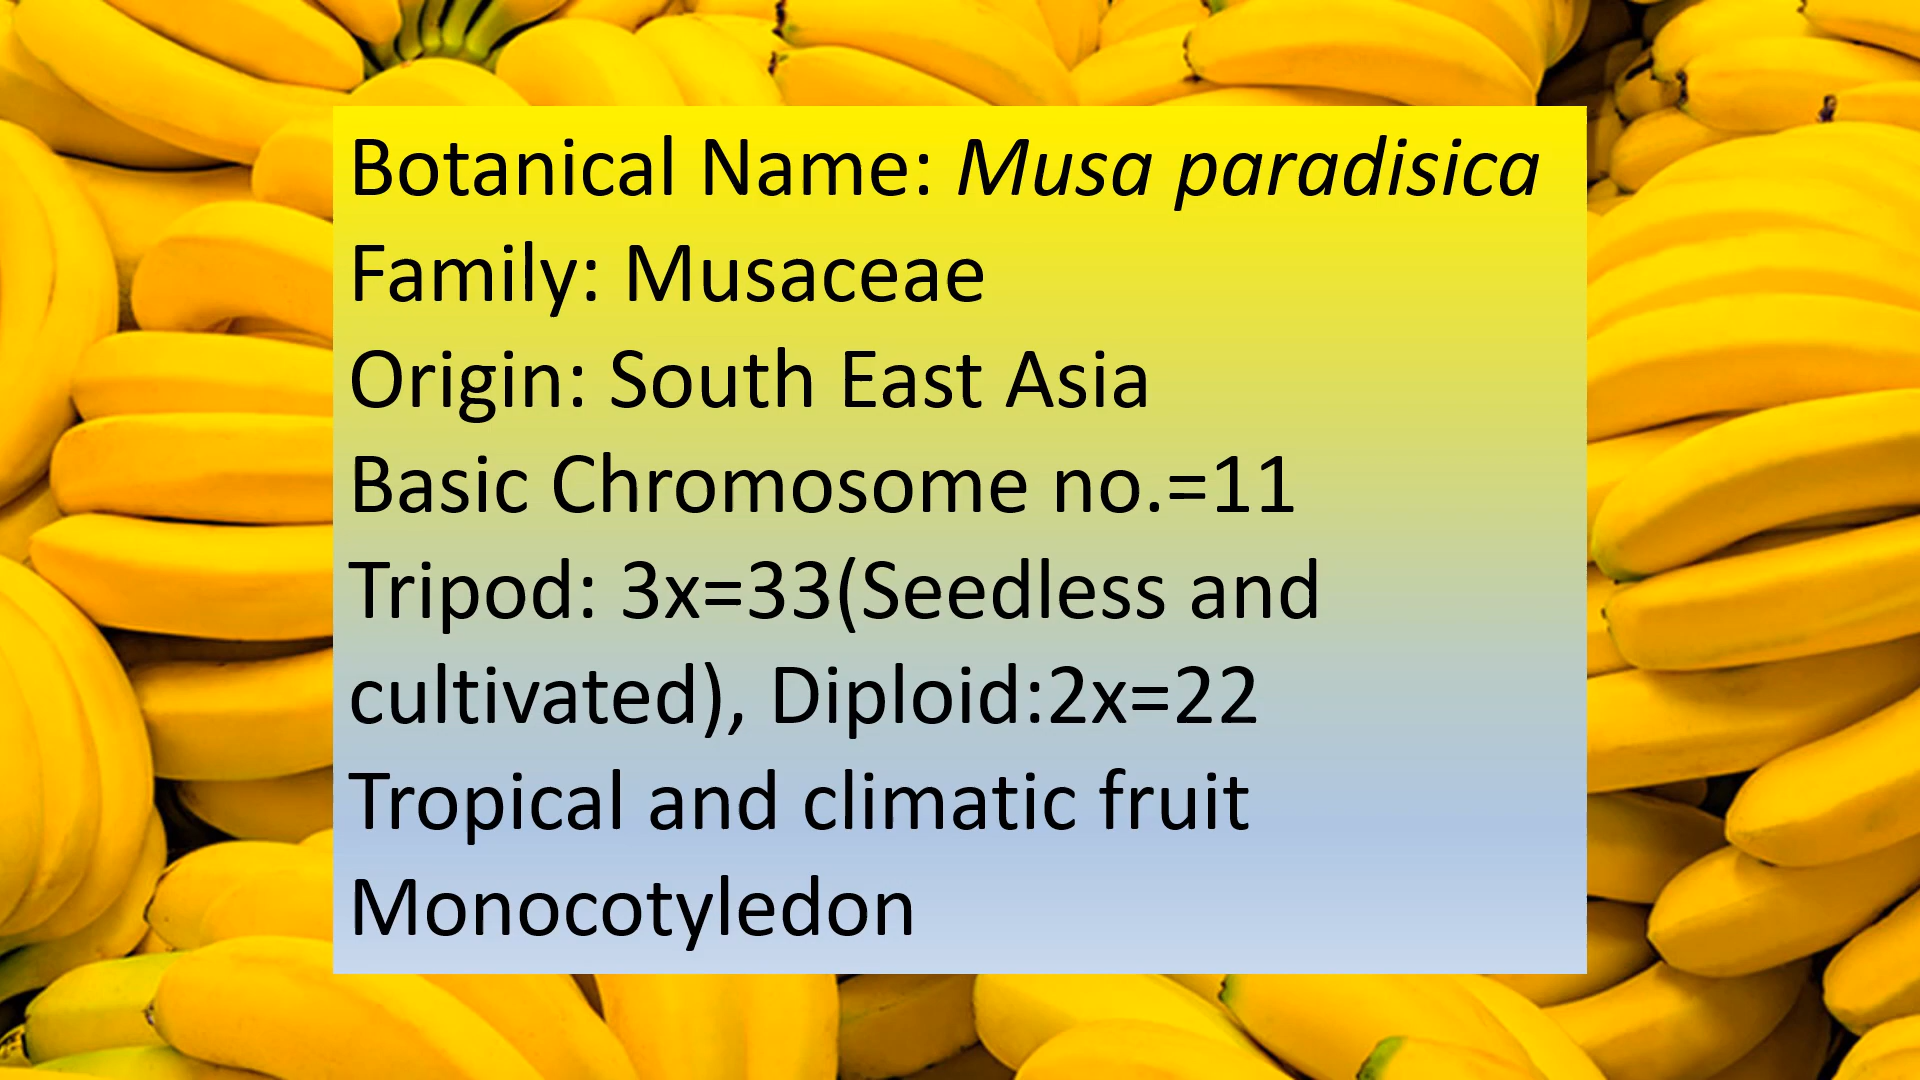 Botanical Name: Musa paradisica
Family: Musaceae
Origin: South East Asia
Basic Chromosome no.=11
Tripod: 3x=33(Seedless and
cultivated), Diploid:2x=22
Tropical and climatic fruit
Monocotyledon